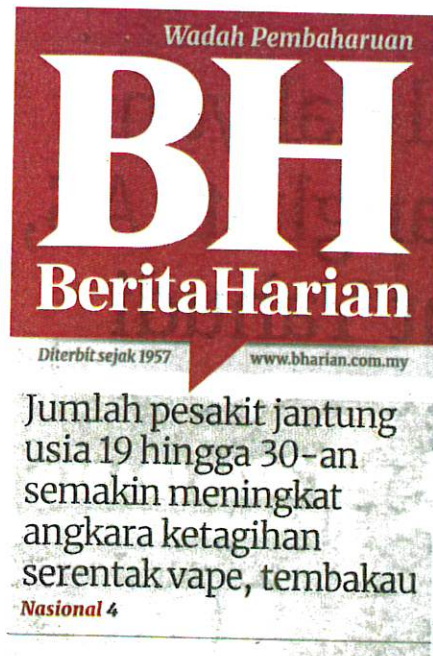 Wadah Pembaharuan
BH
BeritaHarian
Diterbit sejak 1957 www.bharian.com.my
Jumlah pesakit jantung
usia 19 hingga 30-an
semakin meningkat
angkara ketagihan
serentak vape, tembakau
Nasional 4